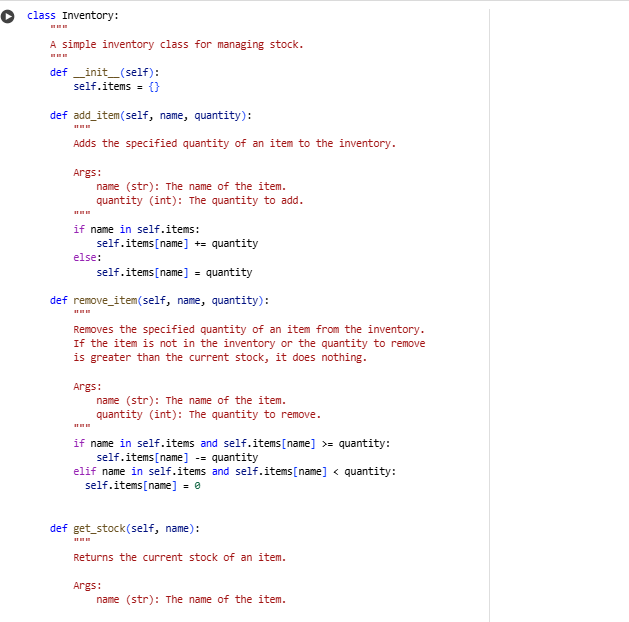 class Inventory:
    """
    A simple inventory class for managing stock.
    """
    def __init__(self):
        self.items = {}

    def add_item(self, name, quantity):
        """
        Adds the specified quantity of an item to the inventory.

        Args:
            name (str): The name of the item.
            quantity (int): The quantity to add.
        """
        if name in self.items:
            self.items[name] += quantity
        else:
            self.items[name] = quantity

    def remove_item(self, name, quantity):
        """
        Removes the specified quantity of an item from the inventory.
        If the item is not in the inventory or the quantity to remove
        is greater than the current stock, it does nothing.

        Args:
            name (str): The name of the item.
            quantity (int): The quantity to remove.
        """
        if name in self.items and self.items[name] >= quantity:
            self.items[name] -= quantity
        elif name in self.items and self.items[name] < quantity:
          self.items[name] = 0


    def get_stock(self, name):
        """
        Returns the current stock of an item.

        Args:
            name (str): The name of the item.